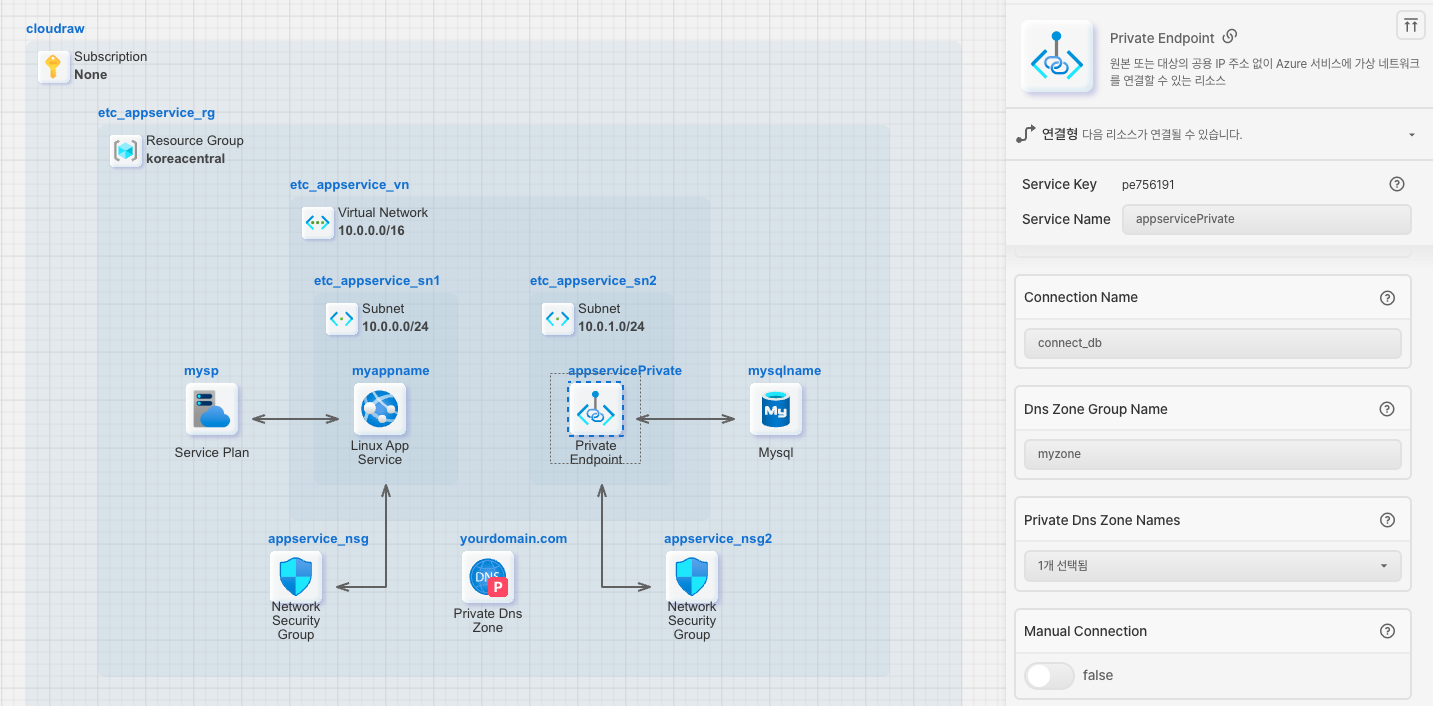 cloudraw
Subscription
None
etc_appservice_rg
Resource Group
koreacentral
etc_appservice_vn
Virtual Network
10.0.0.0/16
etc_appservice_sn1
Subnet
10.0.0.0/24
etc_appservice_sn2
Subnet
10.0.1.0/24
mysp
Service Plan
myappname
Linux App
Service
appservicePrivate
Private
Endpoint
mysqlname
My
Mysql
appservice_nsg
Network
Security
Group
yourdomain.com
DNS
P
Private Dns
Zone
appservice_nsg2
Network
Security
Group
Private Endpoint
원본 또는 대상의 공용 IP 주소 없이 Azure 서비스에 가상 네트워크
를 연결할 수 있는 리소스
연결형 다음 리소스가 연결될 수 있습니다.
Service Key pe756191
Service Name appservicePrivate
Connection Name
connect_db
Dns Zone Group Name
myzone
Private Dns Zone Names
1개 선택됨
Manual Connection
false